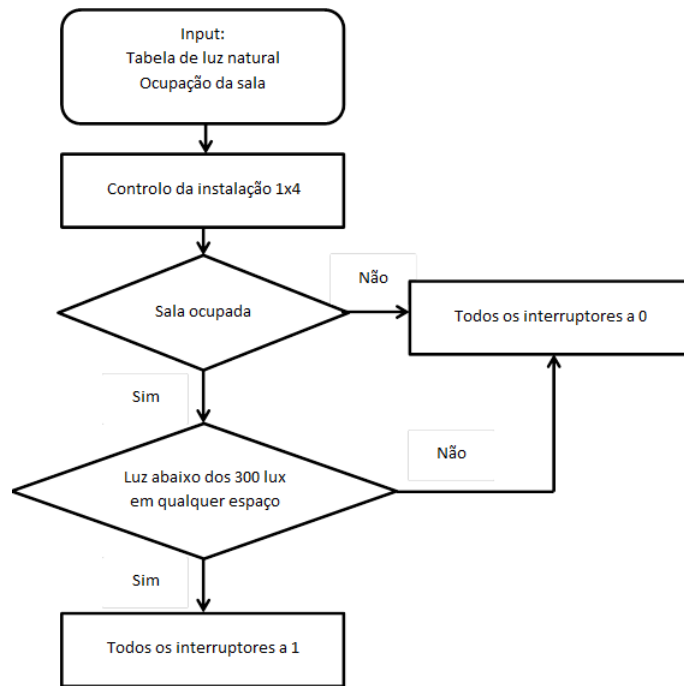 Input:
Tabela de luz natural
Ocupação da sala
Controlo da instalação 1x4
Sala ocupada
Não
Todos os interruptores a 0
Sim
Luz abaixo dos 300 lux
em qualquer espaço
Não
Sim
Todos os interruptores a 1